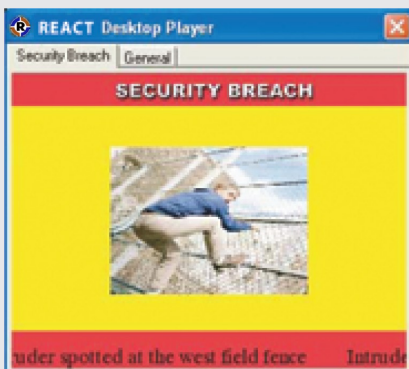 REACT Desktop Player
Security Breach General
SECURITY BREACH
uder spotted at the west field fence Intrude